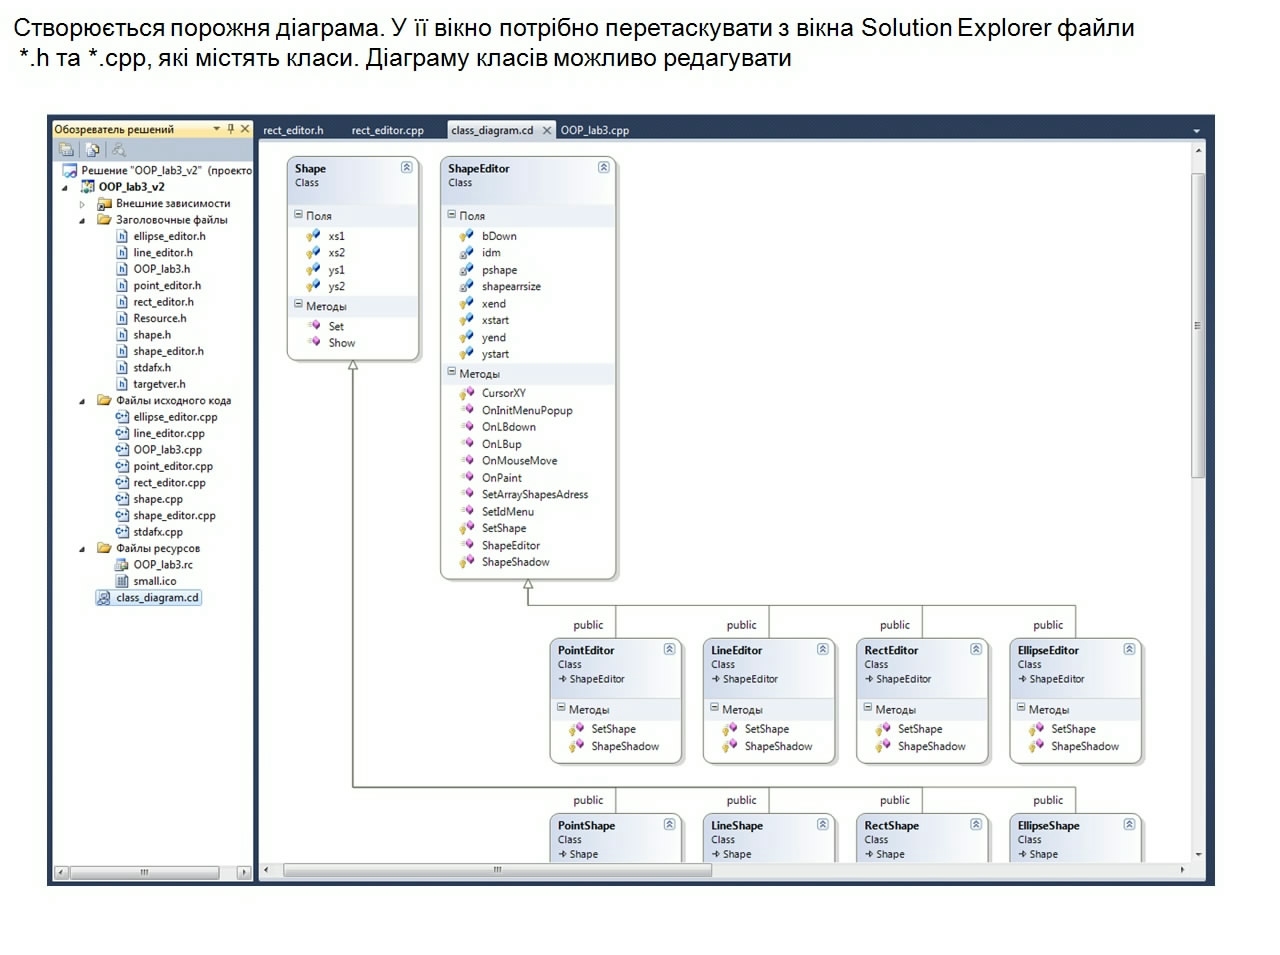 Створюється порожня діаграма. У її вікно потрібно перетаскувати з вікна Solution Explorer файли
*.h та *.cpp, які містять класи. Діаграму класів можливо редагувати
Обозреватель решений
Решение "OOP_lab3_v2" (проекто
OOP_lab3_v2
Внешние зависимости
Заголовочные файлы
ellipse_editor.h
line_editor.h
OOP_lab3.h
point_editor.h
rect_editor.h
Resource.h
shape.h
shape_editor.h
stdafx.h
targetver.h
Файлы исходного кода
ellipse_editor.cpp
line_editor.cpp
OOP_lab3.cpp
point_editor.cpp
rect_editor.cpp
shape.cpp
shape_editor.cpp
stdafx.cpp
Файлы ресурсов
OOP_lab3.rc
small.ico
class_diagram.cd
rect_editor.h rect_editor.cpp class_diagram.cd OOP_lab3.cpp
Shape
Class
Поля
xs1
xs2
ys1
ys2
Методы
Set
Show
ShapeEditor
Class
Поля
bDown
idm
pshape
shapearrsize
xend
xstart
yend
ystart
Методы
CursorXY
OnInitMenuPopup
OnLBdown
OnLBup
OnMouseMove
OnPaint
SetArrayShapesAdress
SetIdMenu
SetShape
ShapeEditor
ShapeShadow
public public public public
PointEditor
Class
ShapeEditor
Методы
SetShape
ShapeShadow
LineEditor
Class
ShapeEditor
Методы
SetShape
ShapeShadow
RectEditor
Class
ShapeEditor
Методы
SetShape
ShapeShadow
EllipseEditor
Class
ShapeEditor
Методы
SetShape
ShapeShadow
public public public public
PointShape
Class
Shape
LineShape
Class
Shape
RectShape
Class
Shape
EllipseShape
Class
Shape